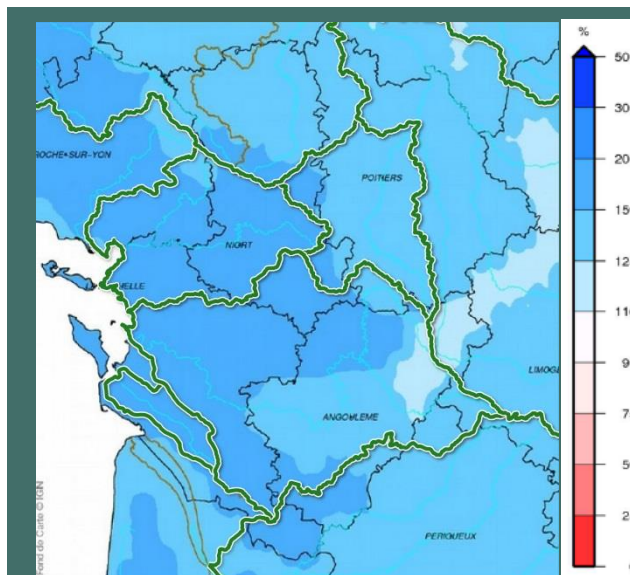 %
50
30
20
15
12
11
9
7
5
2
ROCHE-SUR-YON
POITIERS
NIORT
ELLE
LIMOGE
ANGOULEME
PERIGUEUX
Fond de Carte © IGN